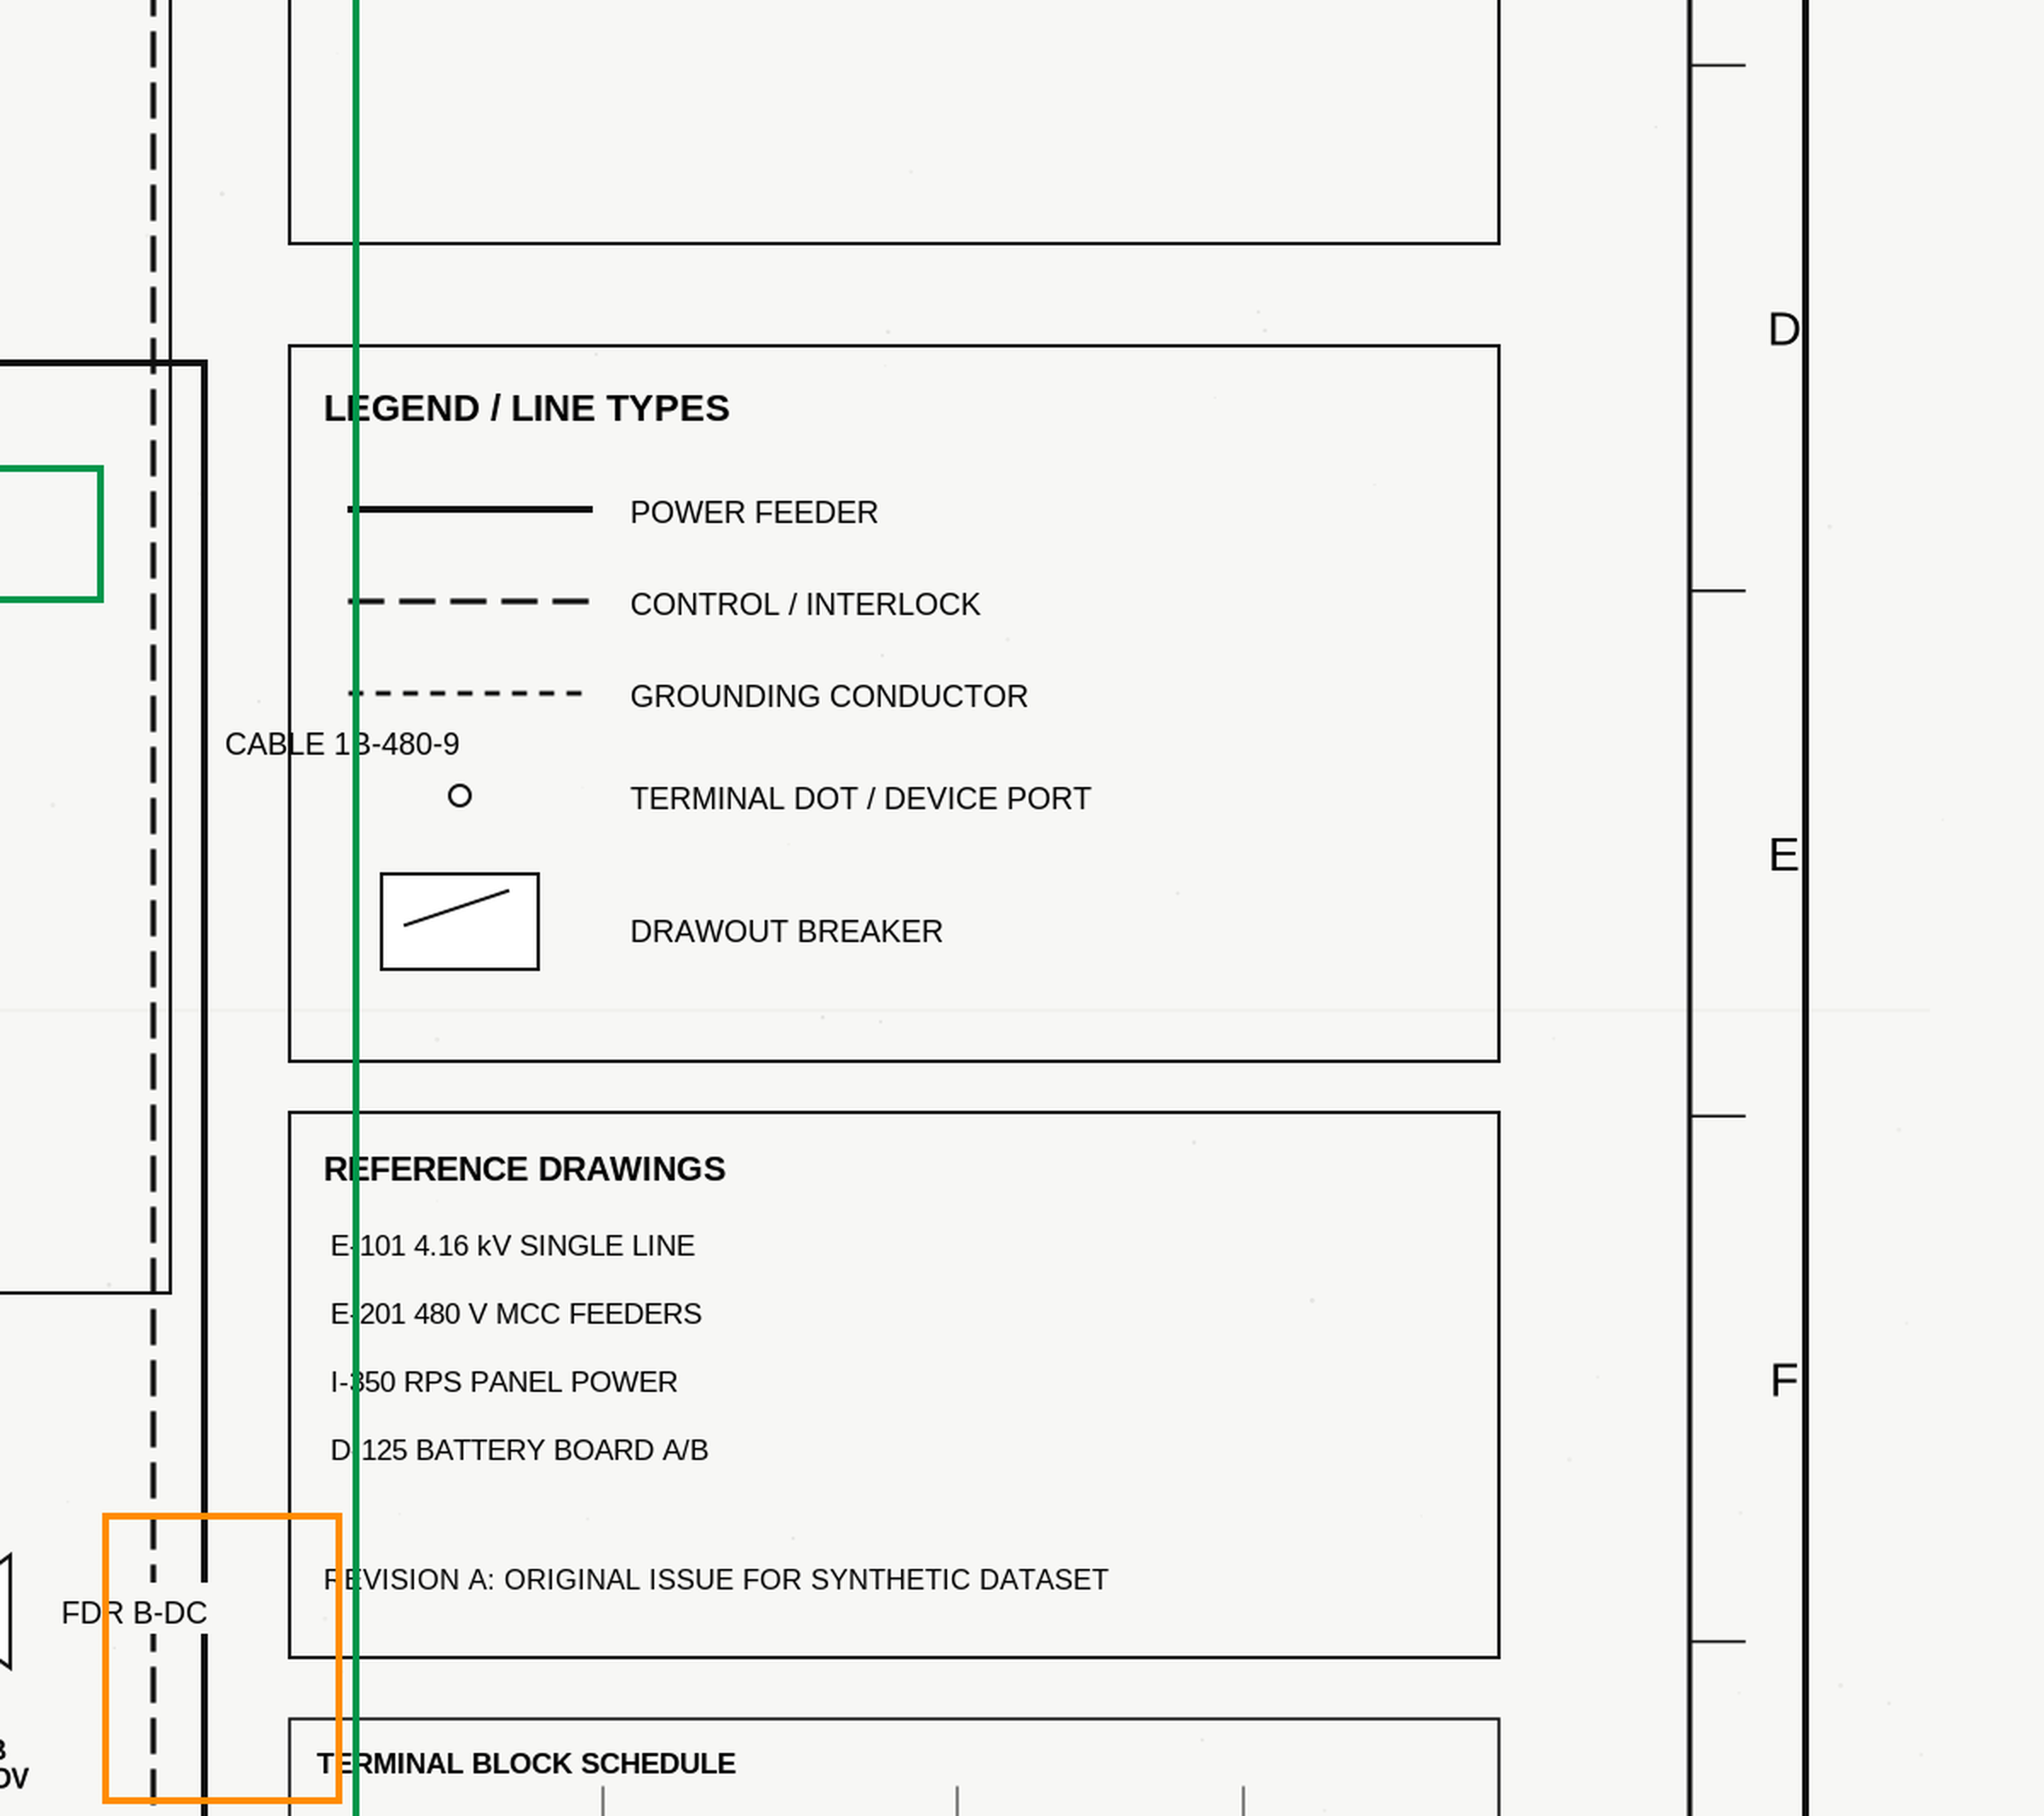 D
LEGEND / LINE TYPES
POWER FEEDER
CONTROL / INTERLOCK
GROUNDING CONDUCTOR
CABLE 1B-480-9
TERMINAL DOT / DEVICE PORT
E
DRAWOUT BREAKER
REFERENCE DRAWINGS
E-101 4.16 kV SINGLE LINE
E-201 480 V MCC FEEDERS
F
I-350 RPS PANEL POWER
D-125 BATTERY BOARD A/B
REVISION A: ORIGINAL ISSUE FOR SYNTHETIC DATASET
FDR B-DC
TERMINAL BLOCK SCHEDULE